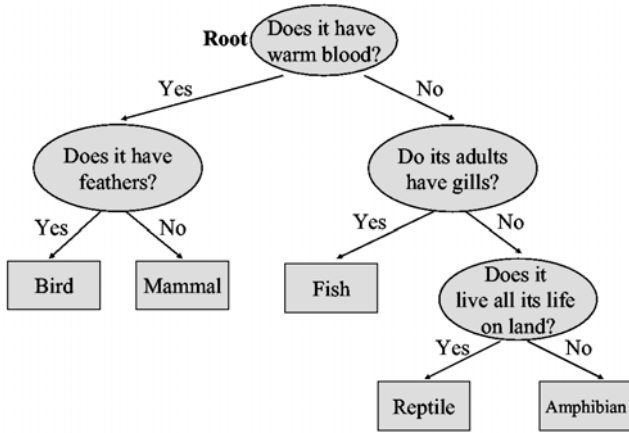 Root
Does it have
warm blood?
Yes
No
Does it have
feathers?
Do its adults
have gills?
Yes
No
Yes
No
Bird
Mammal
Fish
Does it
live all its life
on land?
Yes
No
Reptile
Amphibian